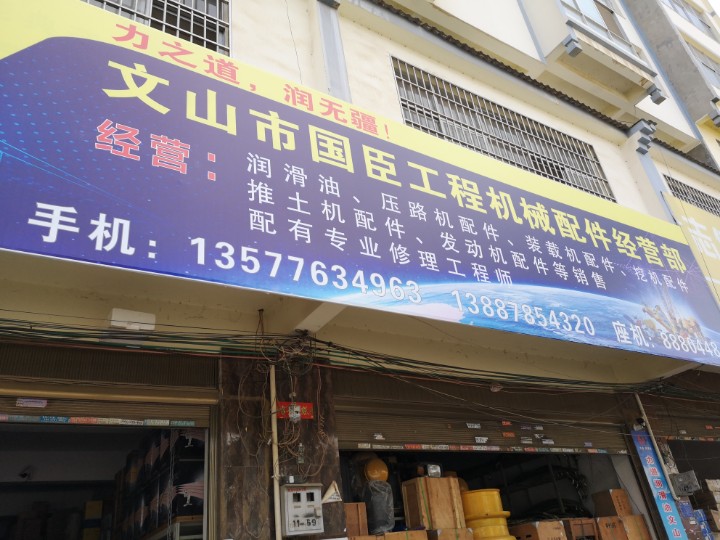 力之道，润无疆！
文山市国臣工程机械配件经营部
经营：润滑油、压路机配件、装载机配件、挖机配件
推土机配件、发动机配件等销售
配有专业修理工程师
手机：13577634963 13887854320 座机：8886448
11-59